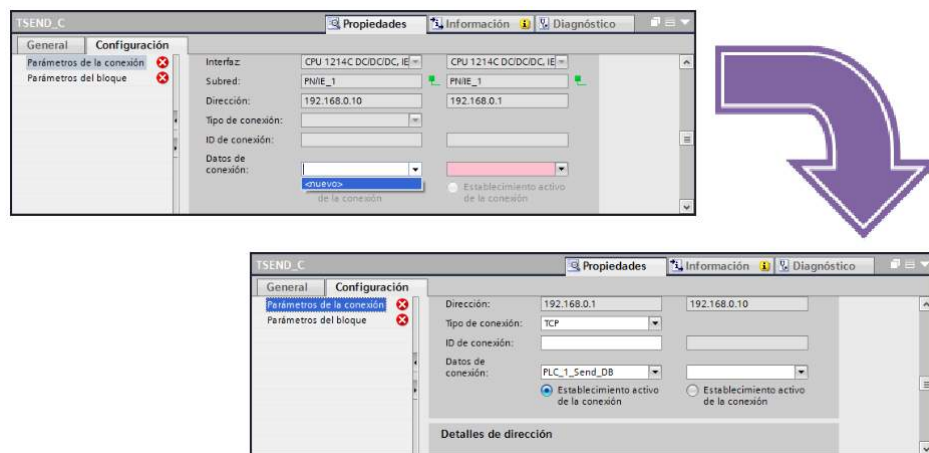 TSEND_C
Propiedades
Información
Diagnóstico
General
Configuración
Parámetros de la conexión
Parámetros del bloque
Interfaz:
CPU 1214C DC/DC/DC, IE
CPU 1214C DC/DC/DC, IE
Subred:
PN/IE_1
PN/IE_1
Dirección:
192.168.0.10
192.168.0.1
Tipo de conexión:
ID de conexión:
Datos de
conexión:
<nuevo>
de la conexión
Establecimiento activo
de la conexión
TSEND_C
Propiedades
Información
Diagnóstico
General
Configuración
Parámetros de la conexión
Parámetros del bloque
Dirección:
192.168.0.1
192.168.0.10
Tipo de conexión:
TCP
ID de conexión:
Datos de
conexión:
PLC_1_Send_DB
Establecimiento activo
de la conexión
Establecimiento activo
de la conexión
Detalles de dirección